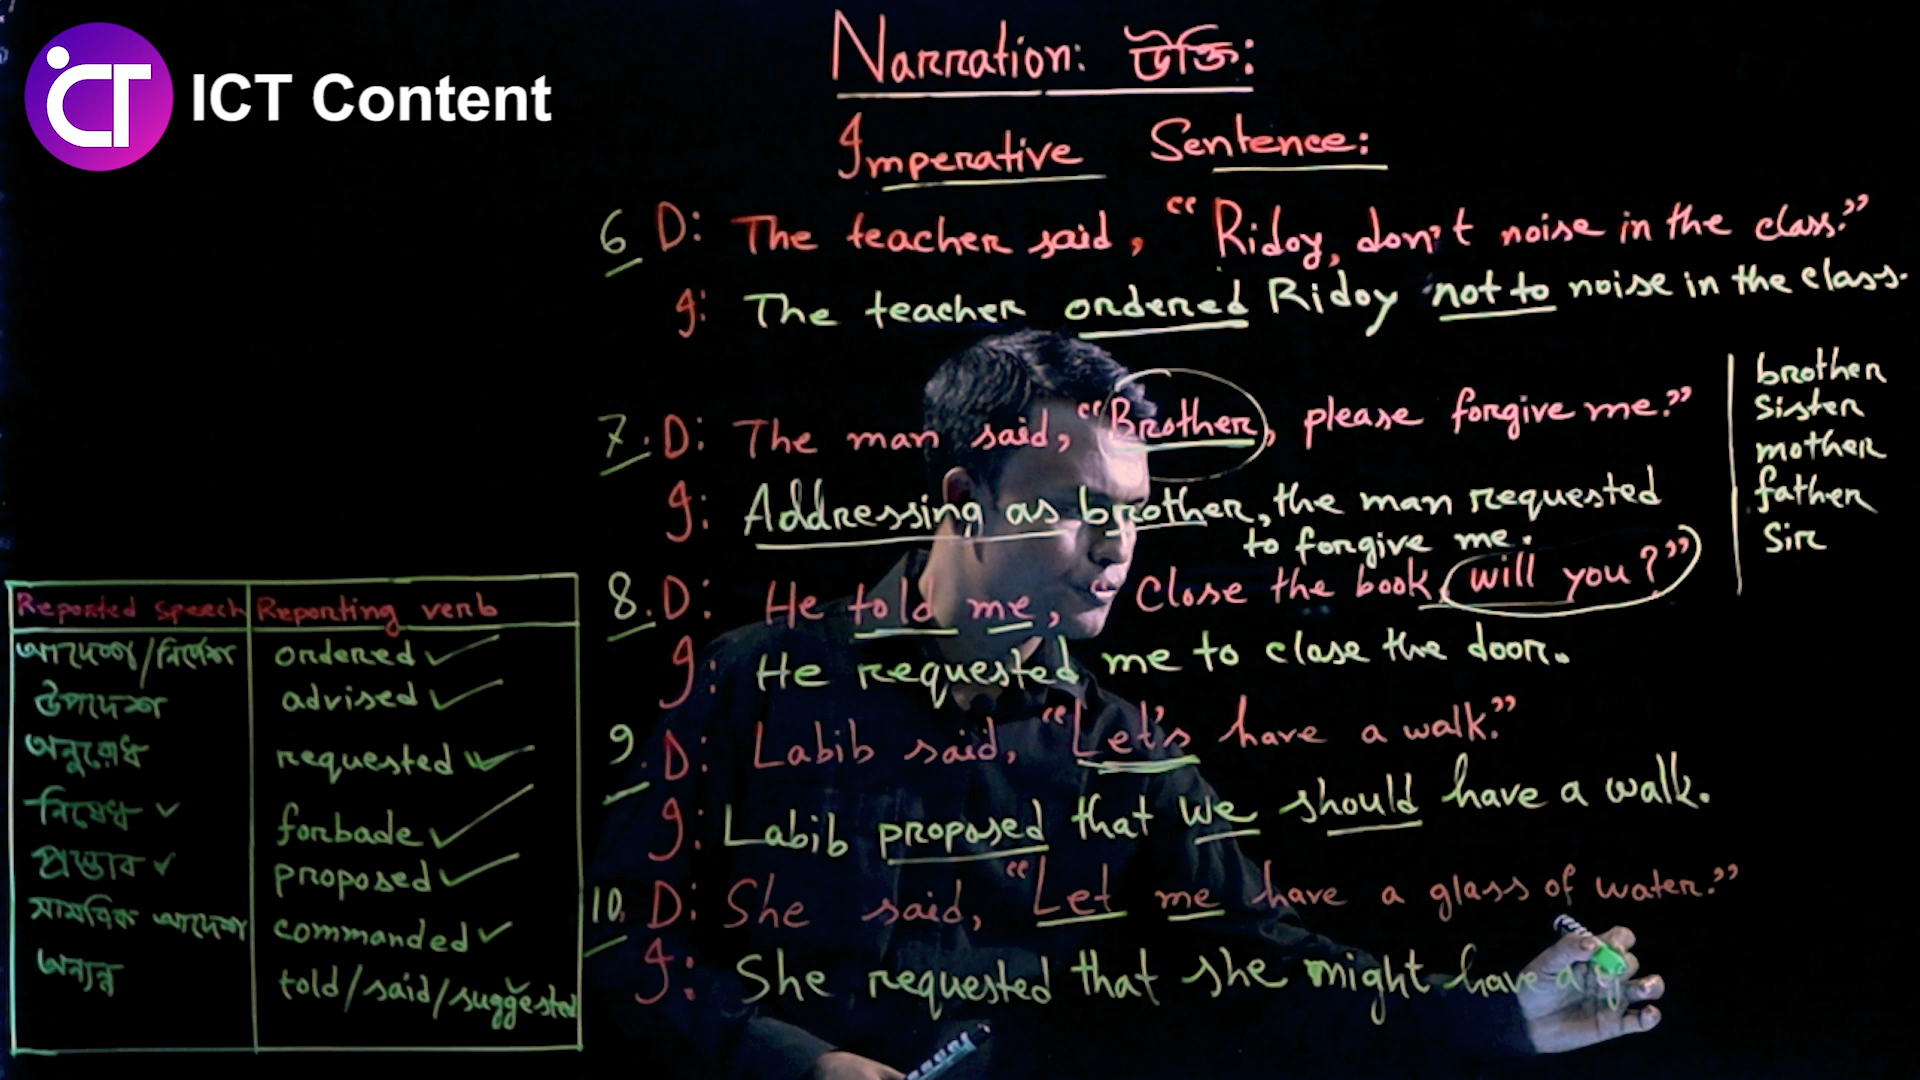 ICT Content
Narration: উক্তি:
Imperative Sentence:
6 D: The teacher said, “Ridoy, don't noise in the class.”
I: The teacher ordered Ridoy not to noise in the class.
7. D: The man said, “Brother, please forgive me.”
I: Addressing as brother, the man requested
to forgive me.
8. D: He told me, Close the book, will you?”
I: He requested me to close the door.
9. D: Labib said, “Let's have a walk.”
I: Labib proposed that we should have a walk.
10. D: She said, “Let me have a glass of water.”
I: She requested that she might have a g
brother
Sister
mother
father
Sir
Reported speech Reporting verb
আদেশ/নির্দেশ ordered
উপদেশ advised
অনুরোধ requested
নিষেধ forbade
প্রস্তাব proposed
সামরিক আদেশ commanded
অন্যান্য told/said/suggested